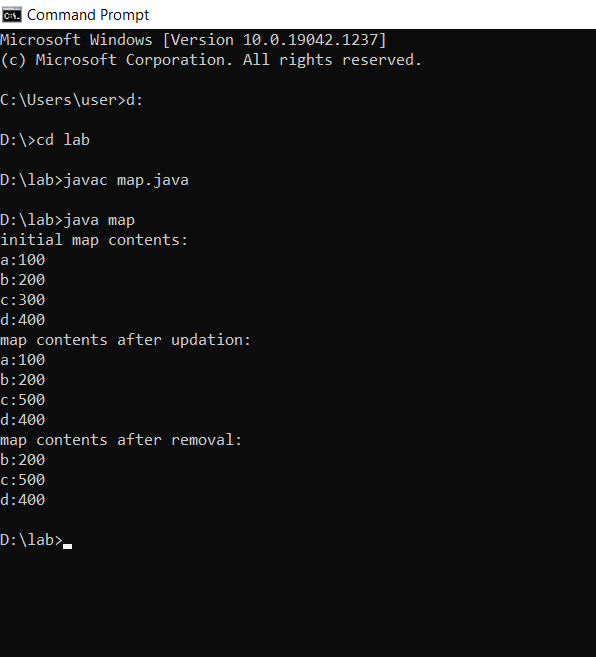 Command Prompt
Microsoft Windows [Version 10.0.19042.1237]
(c) Microsoft Corporation. All rights reserved.
C:\Users\user>d:
D:\>cd lab
D:\lab>javac map.java
D:\lab>java map
initial map contents:
a:100
b:200
c:300
d:400
map contents after updation:
a:100
b:200
c:500
d:400
map contents after removal:
b:200
c:500
d:400
D:\lab>